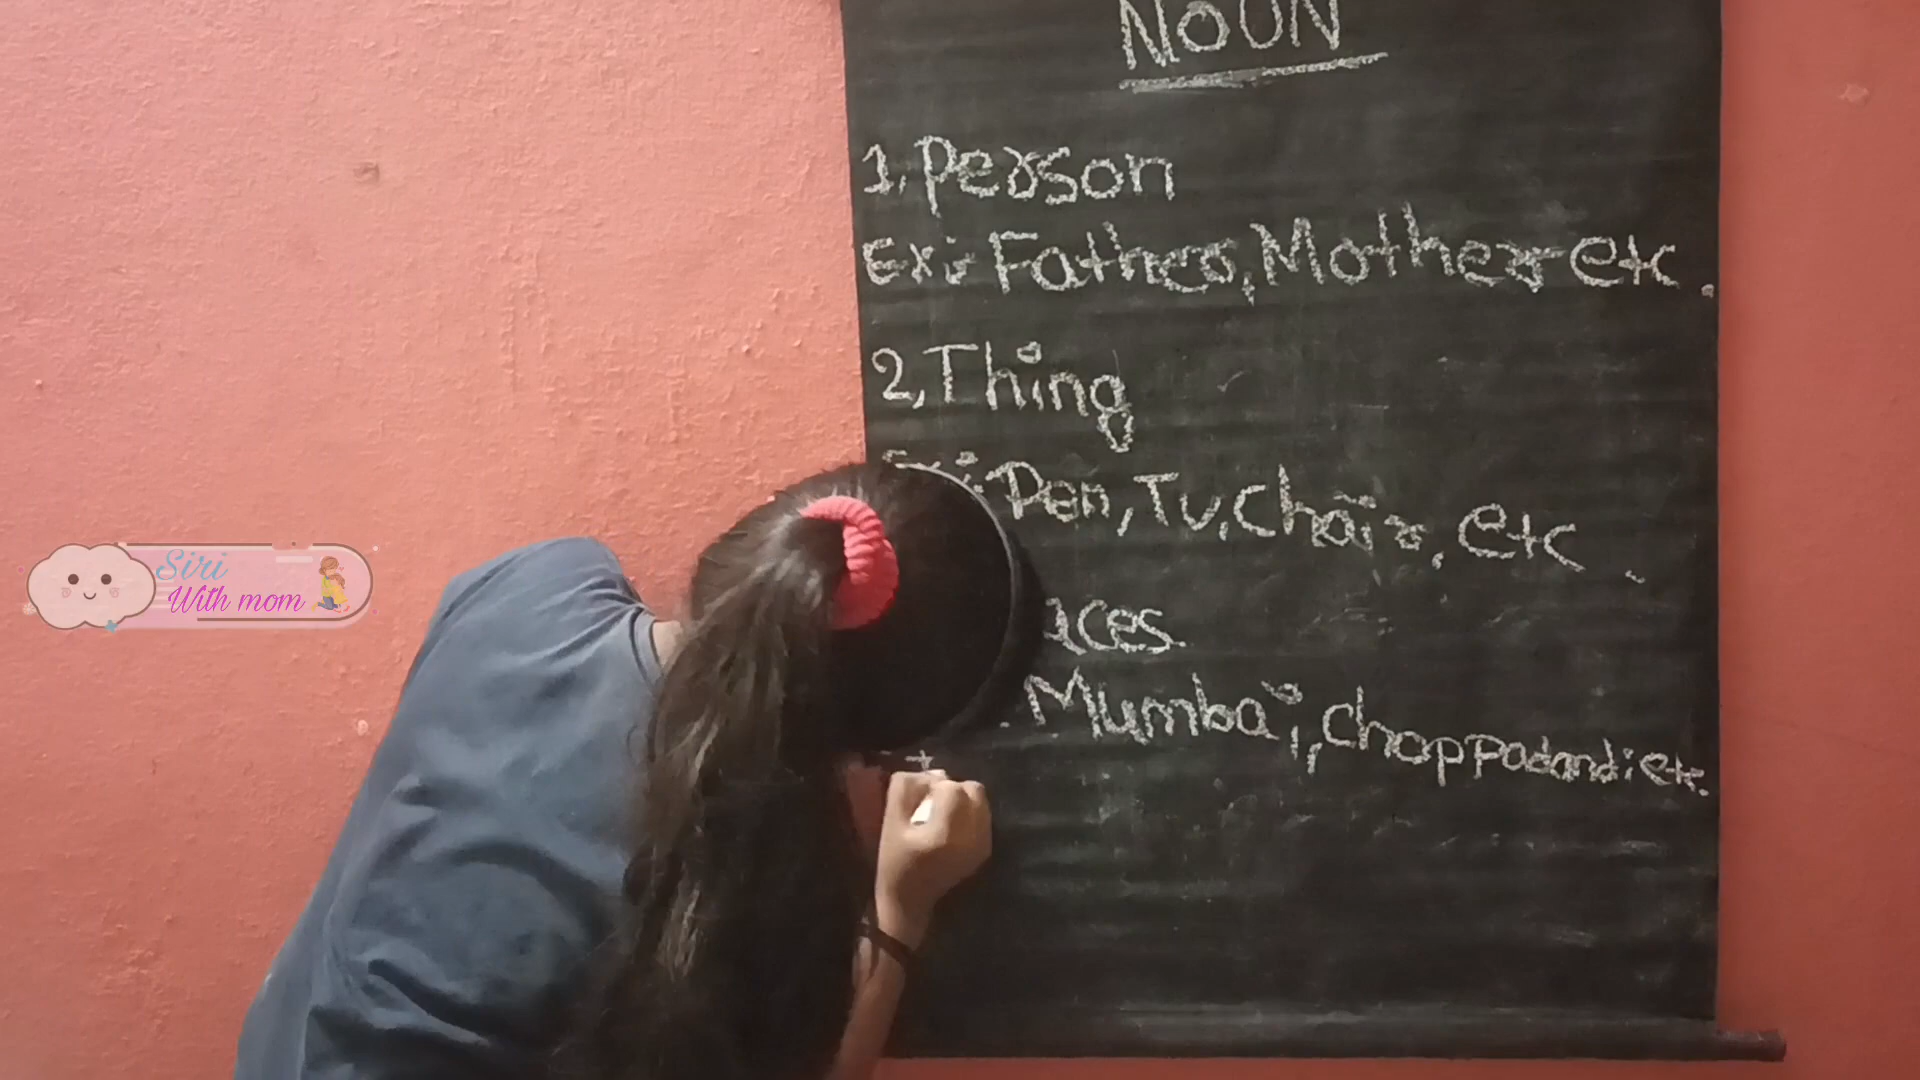 NOUN
1, Person
Ex:- Father, Mother etc.
2, Thing
Ex:- Pen, Tv, Chair, etc.
aces
Mumbai, Choppadandi etc.
Siri
With mom